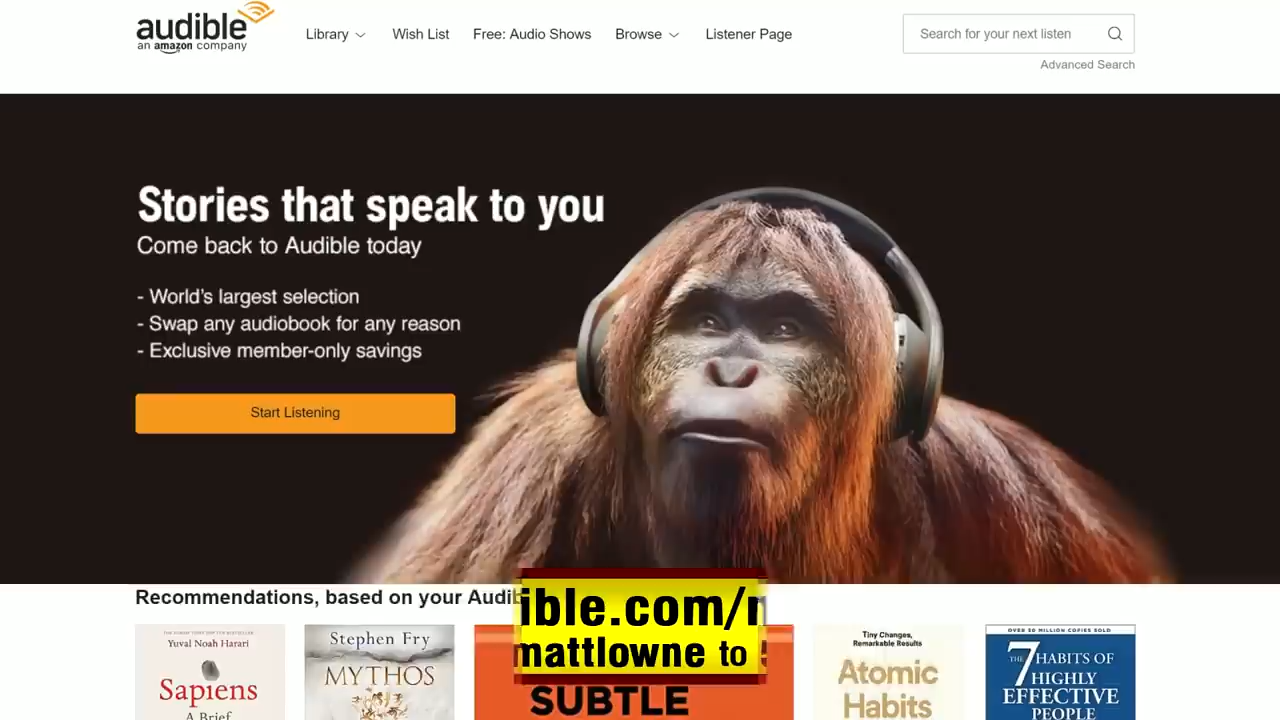 audible
an amazon company
Library
Wish List
Free: Audio Shows
Browse
Listener Page
Search for your next listen
Advanced Search
Stories that speak to you
Come back to Audible today
- World's largest selection
- Swap any audiobook for any reason
- Exclusive member-only savings
Start Listening
Recommendations, based on your Audib
ible.com/
mattlowne to
Yuval Noah Harari
Sapiens
A Brief
Stephen Fry
MYTHOS
SUBTLE
Tiny Changes,
Remarkable Results
Atomic
Habits
OVER 30 MILLION COPIES SOLD
THE 7 HABITS OF
HIGHLY
EFFECTIVE
PEOPLE